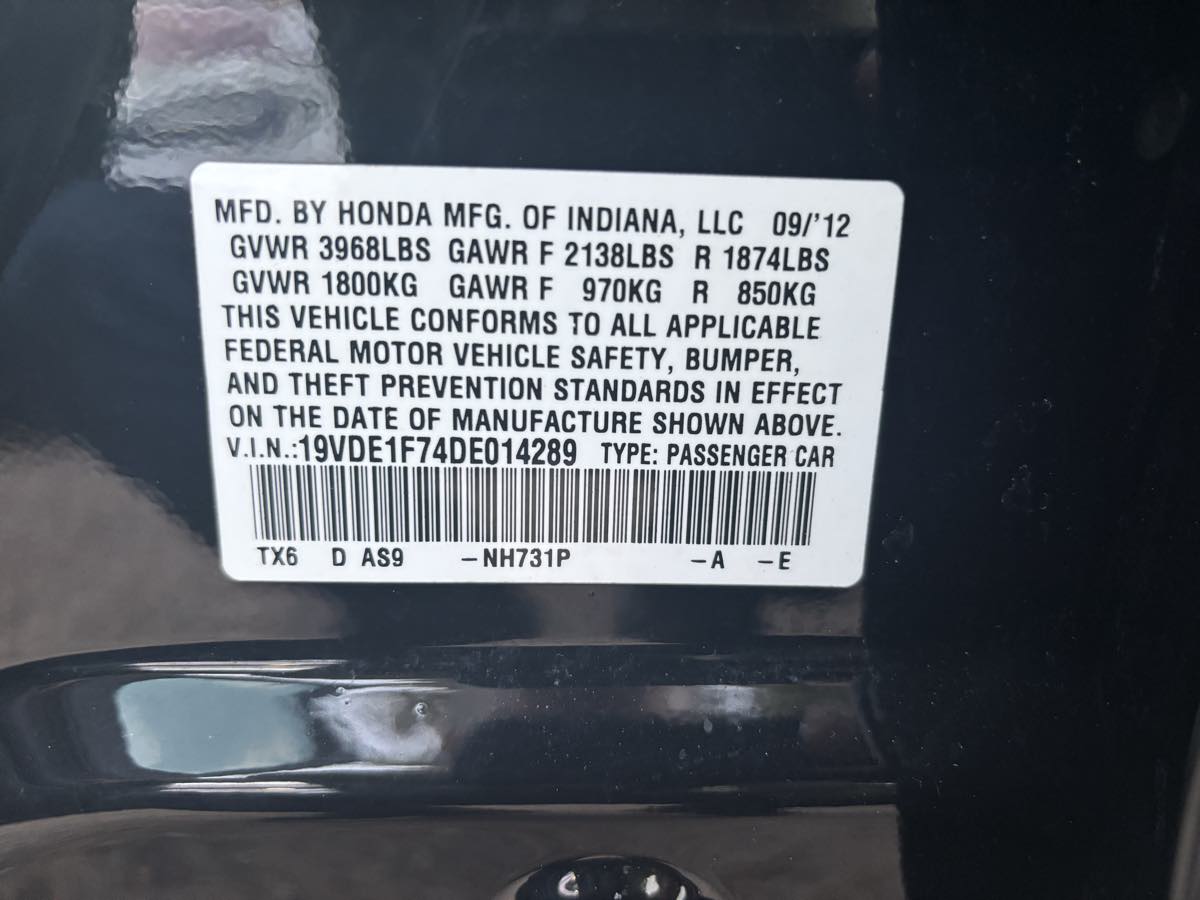 MFD. BY HONDA MFG. OF INDIANA, LLC 09/'12
GVWR 3968LBS GAWR F 2138LBS R 1874LBS
GVWR 1800KG GAWR F 970KG R 850KG
THIS VEHICLE CONFORMS TO ALL APPLICABLE
FEDERAL MOTOR VEHICLE SAFETY, BUMPER,
AND THEFT PREVENTION STANDARDS IN EFFECT
ON THE DATE OF MANUFACTURE SHOWN ABOVE.
V.I.N.:19VDE1F74DE014289 TYPE: PASSENGER CAR
TX6 D AS9 –NH731P –A –E